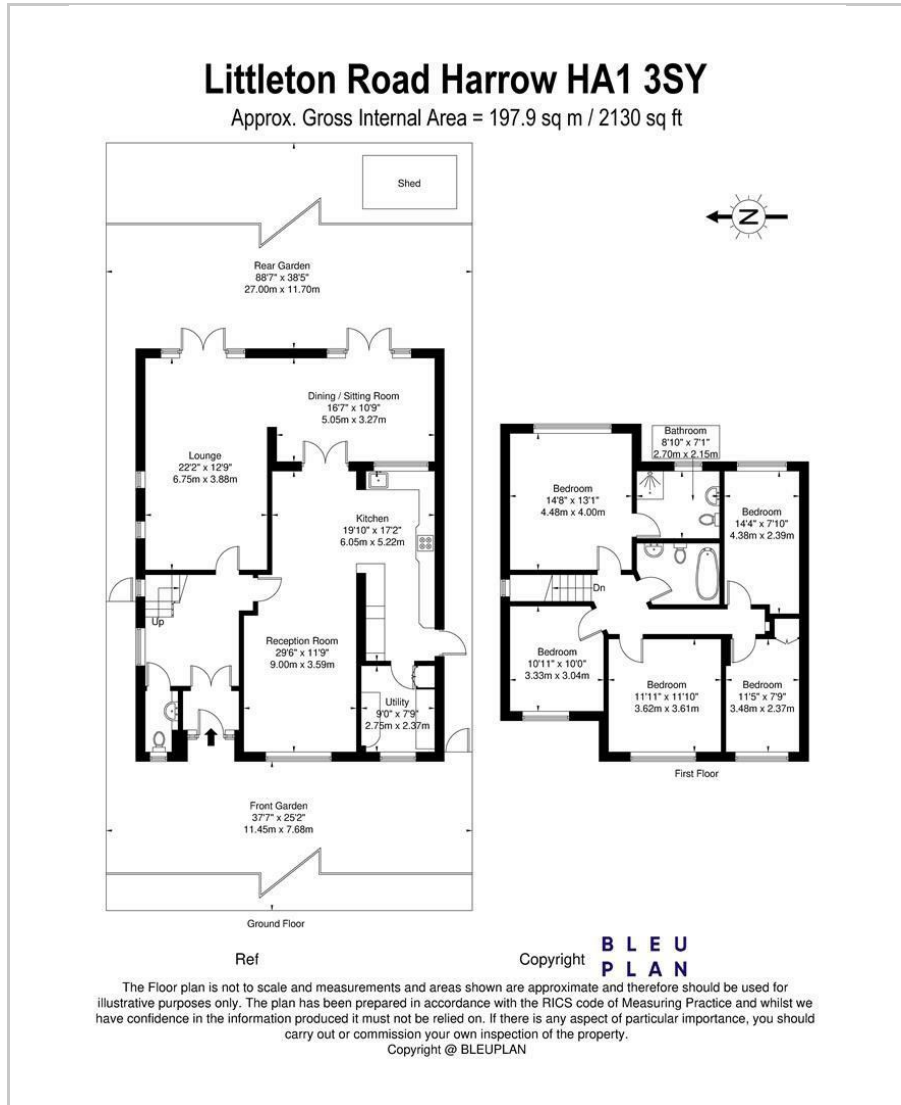 Littleton Road Harrow HA1 3SY
Approx. Gross Internal Area = 197.9 sq m / 2130 sq ft
Shed
N
Rear Garden
88'7" x 38'5"
27.00m x 11.70m
Dining / Sitting Room
16'7" x 10'9"
5.05m x 3.27m
Lounge
22'2" x 12'9"
6.75m x 3.88m
Kitchen
19'10" x 17'2"
6.05m x 5.22m
Up
Reception Room
29'6" x 11'9"
9.00m x 3.59m
Utility
9'0" x 7'9"
2.75m x 2.37m
Front Garden
37'7" x 25'2"
11.45m x 7.68m
Ground Floor
Bathroom
8'10" x 7'1"
2.70m x 2.15m
Bedroom
14'8" x 13'1"
4.48m x 4.00m
Bedroom
14'4" x 7'10"
4.38m x 2.39m
Dn
Bedroom
10'11" x 10'0"
3.33m x 3.04m
Bedroom
11'11" x 11'10"
3.62m x 3.61m
Bedroom
11'5" x 7'9"
3.48m x 2.37m
First Floor
Ref
Copyright
BLEU
PLAN
The Floor plan is not to scale and measurements and areas shown are approximate and therefore should be used for
illustrative purposes only. The plan has been prepared in accordance with the RICS code of Measuring Practice and whilst we
have confidence in the information produced it must not be relied on. If there is any aspect of particular importance, you should
carry out or commission your own inspection of the property.
Copyright @ BLEUPLAN